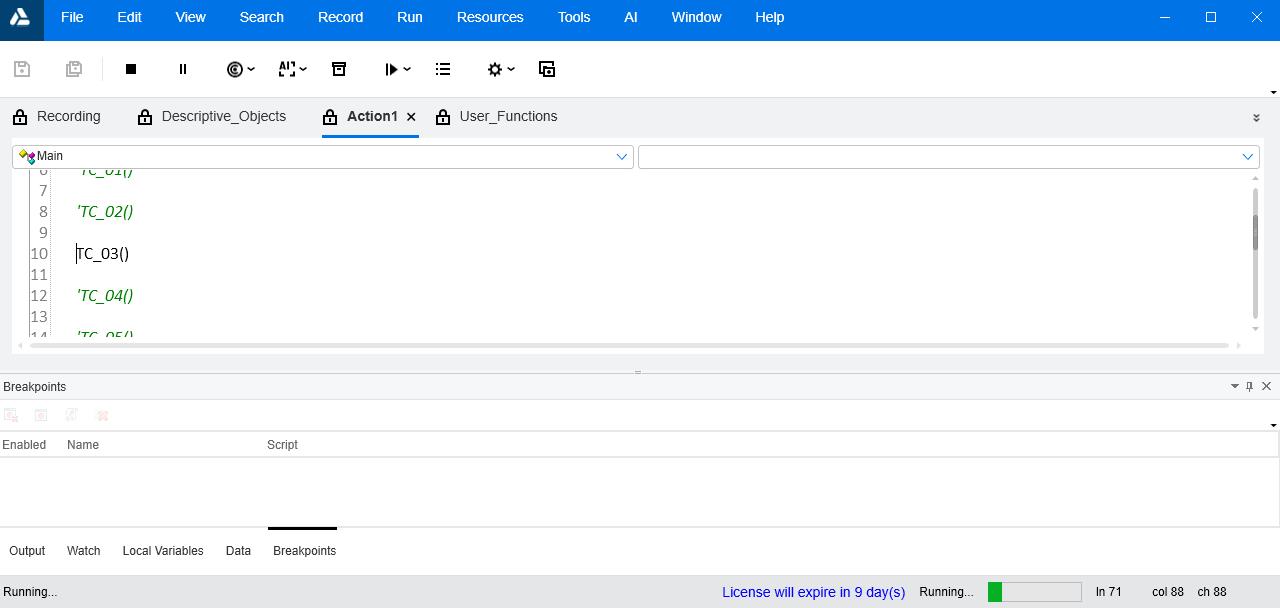 File Edit View Search Record Run Resources Tools AI Window Help
Recording Descriptive_Objects Action1 User_Functions
Main
6 'TC_01()
7
8 'TC_02()
9
10 TC_03()
11
12 'TC_04()
13
14 'TC_05()
Breakpoints
Enabled Name Script
Output Watch Local Variables Data Breakpoints
Running... License will expire in 9 day(s) Running... ln 71 col 88 ch 88